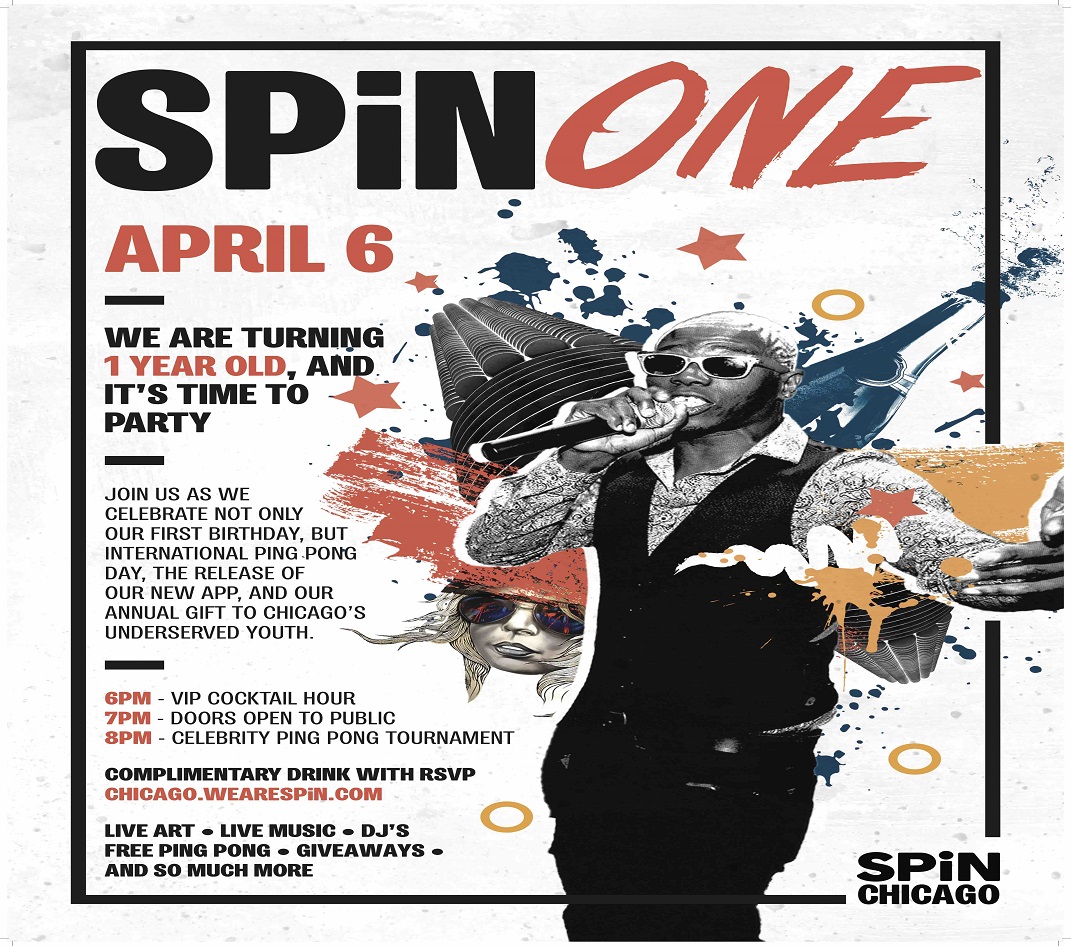 SPiN ONE
APRIL 6
WE ARE TURNING
1 YEAR OLD, AND
IT'S TIME TO
PARTY
JOIN US AS WE
CELEBRATE NOT ONLY
OUR FIRST BIRTHDAY, BUT
INTERNATIONAL PING PONG
DAY, THE RELEASE OF
OUR NEW APP, AND OUR
ANNUAL GIFT TO CHICAGO'S
UNDERSERVED YOUTH.
6PM - VIP COCKTAIL HOUR
7PM - DOORS OPEN TO PUBLIC
8PM - CELEBRITY PING PONG TOURNAMENT
COMPLIMENTARY DRINK WITH RSVP
CHICAGO.WEARESPiN.COM
LIVE ART • LIVE MUSIC • DJ'S
FREE PING PONG • GIVEAWAYS •
AND SO MUCH MORE
SPiN
CHICAGO